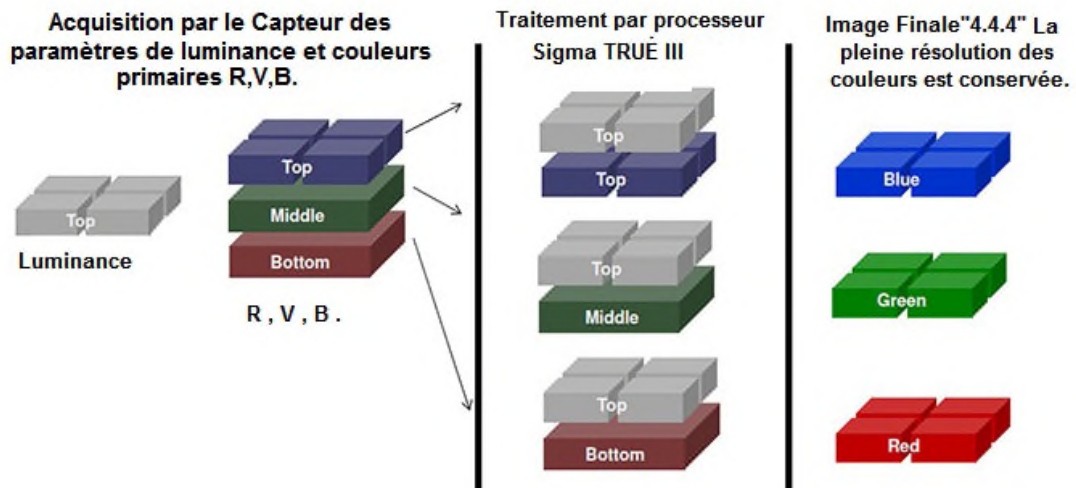 Acquisition par le Capteur des
paramètres de luminance et couleurs
primaires R,V,B.
Top
Luminance
Top
Middle
Bottom
R , V , B .
Traitement par processeur
Sigma TRUE III
Top
Top
Top
Middle
Top
Bottom
Image Finale"4.4.4" La
pleine résolution des
couleurs est conservée.
Blue
Green
Red